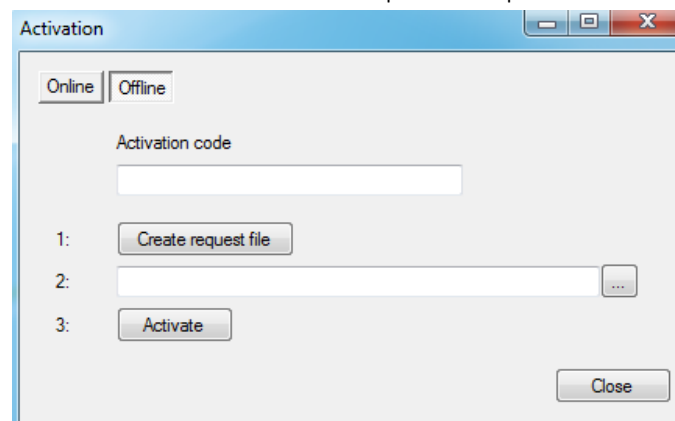 Activation
Online Offline
Activation code
1: Create request file
2: ...
3: Activate
Close